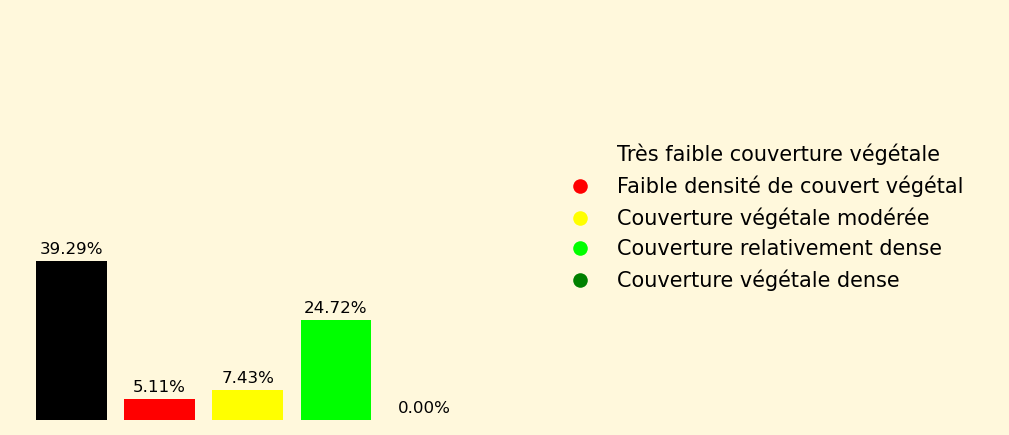 39.29%
5.11%
7.43%
24.72%
0.00%
Très faible couverture végétale
Faible densité de couvert végétal
Couverture végétale modérée
Couverture relativement dense
Couverture végétale dense